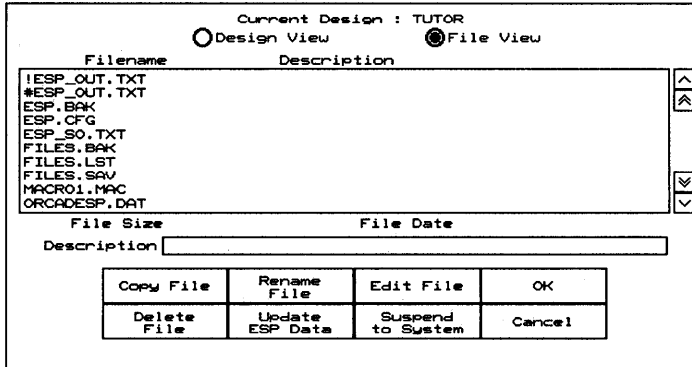 Current Design : TUTOR
Design View File View
Filename Description
!ESP_OUT.TXT
#ESP_OUT.TXT
ESP.BAK
ESP.CFG
ESP_SO.TXT
FILES.BAK
FILES.LST
FILES.SAV
MACRO1.MAC
ORCADESP.DAT
File Size File Date
Description
Copy File
Rename
File
Edit File
OK
Delete
File
Update
ESP Data
Suspend
to System
Cancel